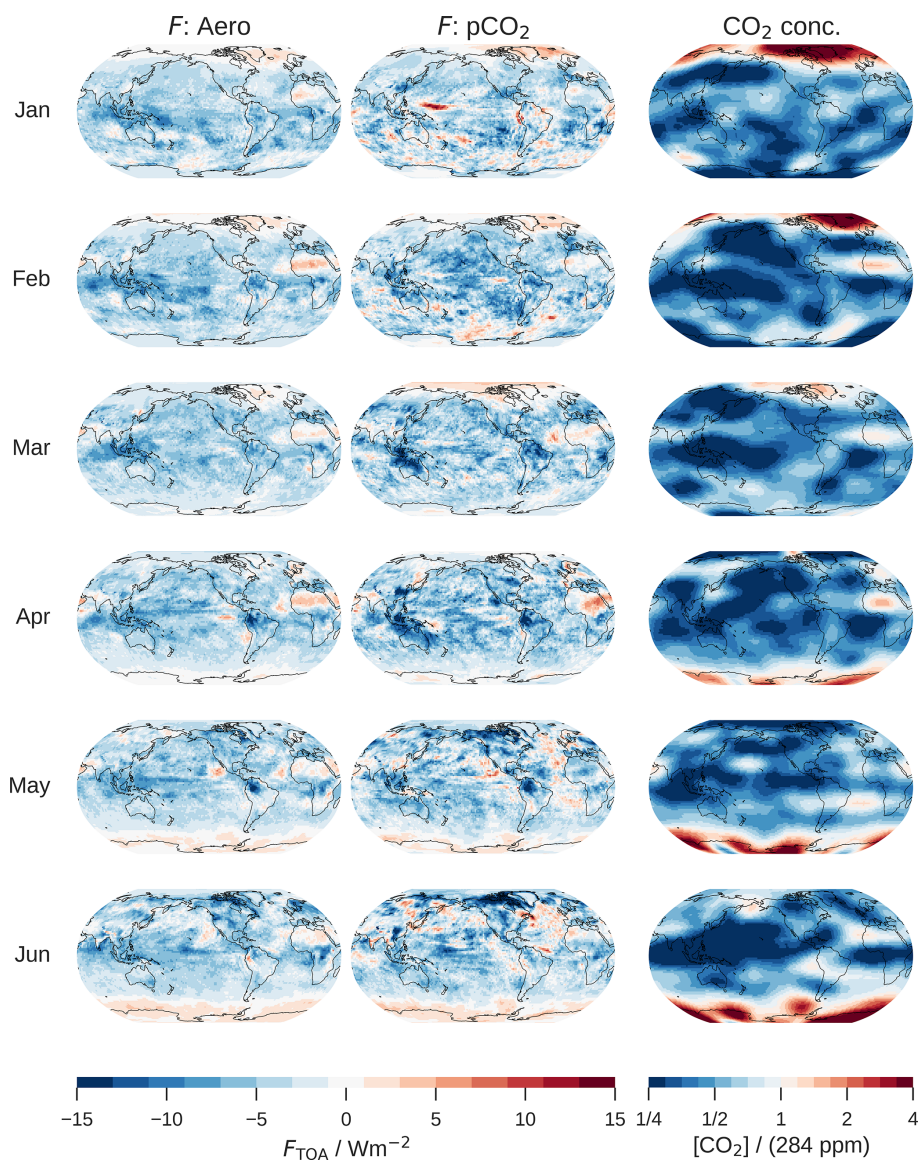 F: Aero F: pCO₂ CO₂ conc.
Jan
Feb
Mar
Apr
May
Jun
−15 −10 −5 0 5 10 15 1/4 1/2 1 2 4
F_TOA / Wm⁻² [CO₂] / (284 ppm)